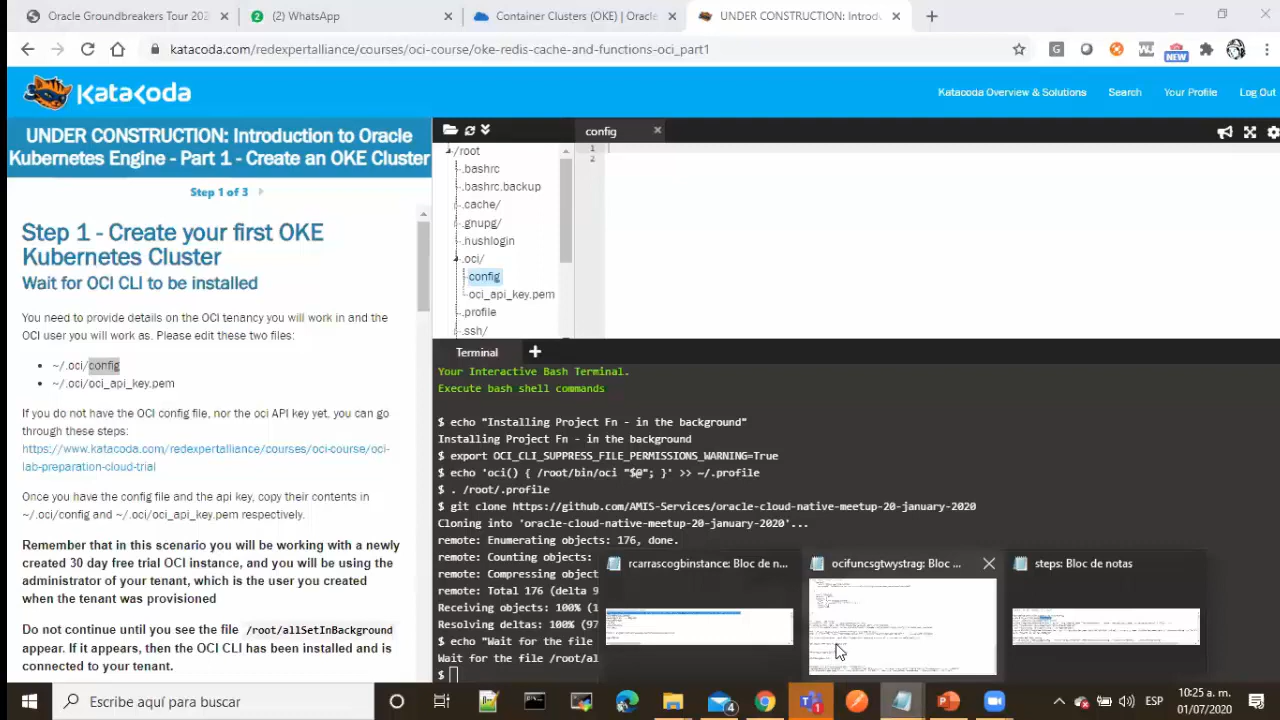 Oracle Groundbreakers Tour 202
(2) WhatsApp
Container Clusters (OKE) | Oracle
UNDER CONSTRUCTION: Introdu
katacoda.com/redexpertalliance/courses/oci-course/oke-redis-cache-and-functions-oci_part1
NEW
Katacoda
Katacoda Overview & Solutions
Search
Your Profile
Log Out
UNDER CONSTRUCTION: Introduction to Oracle
Kubernetes Engine - Part 1 - Create an OKE Cluster
Step 1 of 3
Step 1 - Create your first OKE
Kubernetes Cluster
Wait for OCI CLI to be installed
You need to provide details on the OCI tenancy you will work in and the
OCI user you will work as. Please edit these two files:
~/.oci/config
~/.oci/oci_api_key.pem
If you do not have the OCI config file, nor the oci API key yet, you can go
through these steps:
https://www.katacoda.com/redexpertalliance/courses/oci-course/oci-
lab-preparation-cloud-trial
Once you have the config file and the api key, copy their contents in
~/.oci/config and ~/.oci/oci_api_key.pem respectively.
Remember that in this scenario you will be working with a newly
created 30 day free trial OCI instance, and you will be using the
administrator of your tenant, which is the user you created
when the tenant was provisioned
Do not continue until you see the file /root/allSetInBackground
appear. If it appears, then the OCI CLI has been installed and is
connected to your tenant.
/root
.bashrc
.bashrc.backup
.cache/
.gnupg/
.hushlogin
.oci/
config
oci_api_key.pem
.profile
.ssh/
config
1
2
Terminal
Your Interactive Bash Terminal.
Execute bash shell commands
$ echo "Installing Project Fn - in the background"
Installing Project Fn - in the background
$ export OCI_CLI_SUPPRESS_FILE_PERMISSIONS_WARNING=True
$ echo 'oci() { /root/bin/oci "$@"; }' >> ~/.profile
$ . /root/.profile
$ git clone https://github.com/AMIS-Services/oracle-cloud-native-meetup-20-january-2020
Cloning into 'oracle-cloud-native-meetup-20-january-2020'...
remote: Enumerating objects: 176, done.
remote: Counting objects:
remote: Compressing object
remote: Total 176 (delta 9
Receiving objects: 100% (1
Resolving deltas: 100% (97
$ echo "Wait for the file
Wait for the file /root/al
$
rcarrascogbinstance: Bloc de n...
ocifuncsgtwystrag: Bloc ...
steps: Bloc de notas
Escribe aquí para buscar
4
1
ESP
10:25 a. m.
01/07/2020